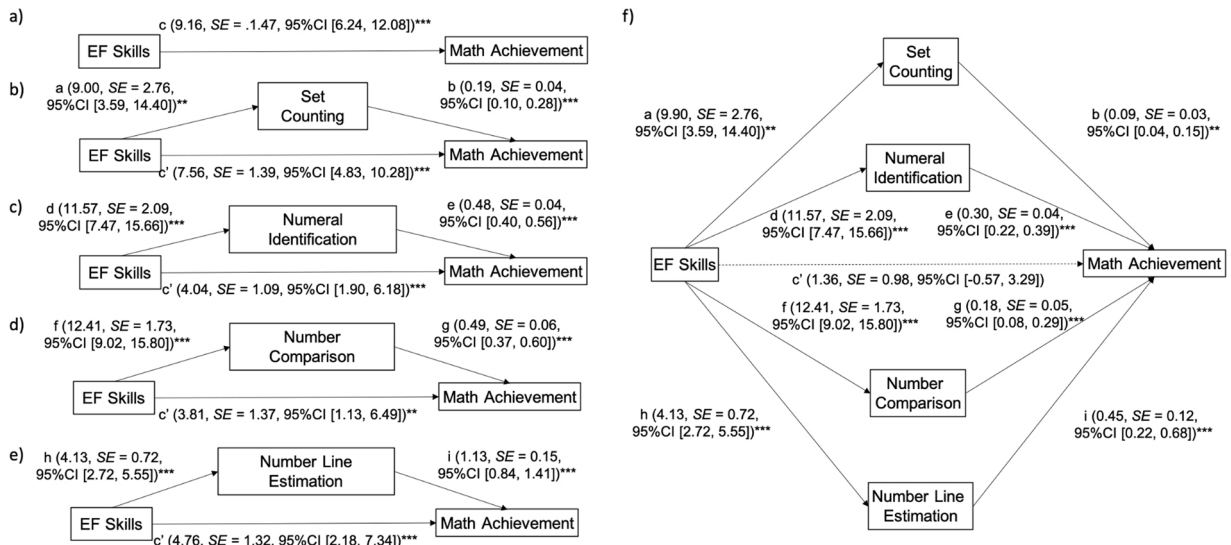 a)
c (9.16, SE = .1.47, 95%CI [6.24, 12.08])***
EF Skills
Math Achievement
b)
a (9.00, SE = 2.76,
95%CI [3.59, 14.40])**
Set
Counting
b (0.19, SE = 0.04,
95%CI [0.10, 0.28])***
EF Skills
Math Achievement
c' (7.56, SE = 1.39, 95%CI [4.83, 10.28])***
c)
d (11.57, SE = 2.09,
95%CI [7.47, 15.66])***
Numeral
Identification
e (0.48, SE = 0.04,
95%CI [0.40, 0.56])***
EF Skills
Math Achievement
c' (4.04, SE = 1.09, 95%CI [1.90, 6.18])***
d)
f (12.41, SE = 1.73,
95%CI [9.02, 15.80])***
Number
Comparison
g (0.49, SE = 0.06,
95%CI [0.37, 0.60])***
EF Skills
Math Achievement
c' (3.81, SE = 1.37, 95%CI [1.13, 6.49])**
e)
h (4.13, SE = 0.72,
95%CI [2.72, 5.55])***
Number Line
Estimation
i (1.13, SE = 0.15,
95%CI [0.84, 1.41])***
EF Skills
Math Achievement
c' (4.76, SE = 1.32, 95%CI [2.18, 7.34])***
f)
Set
Counting
a (9.90, SE = 2.76,
95%CI [3.59, 14.40])**
b (0.09, SE = 0.03,
95%CI [0.04, 0.15])**
Numeral
Identification
d (11.57, SE = 2.09,
95%CI [7.47, 15.66])***
e (0.30, SE = 0.04,
95%CI [0.22, 0.39])***
EF Skills
Math Achievement
c' (1.36, SE = 0.98, 95%CI [-0.57, 3.29])
f (12.41, SE = 1.73,
95%CI [9.02, 15.80])***
g (0.18, SE = 0.05,
95%CI [0.08, 0.29])***
Number
Comparison
h (4.13, SE = 0.72,
95%CI [2.72, 5.55])***
i (0.45, SE = 0.12,
95%CI [0.22, 0.68])***
Number Line
Estimation